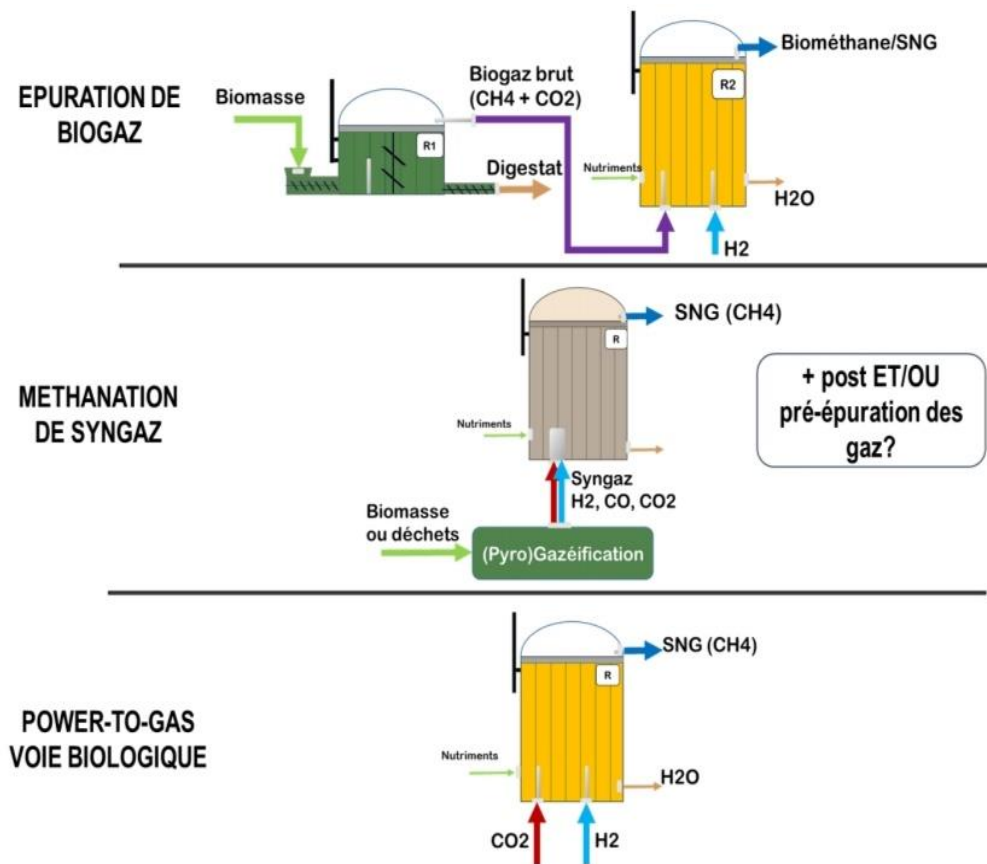 EPURATION DE
BIOGAZ
Biomasse
R1
Biogaz brut
(CH4 + CO2)
Digestat
R2
Biométhane/SNG
Nutriments
H2O
H2
METHANATION
DE SYNGAZ
R
SNG (CH4)
Nutriments
Syngaz
H2, CO, CO2
Biomasse
ou déchets
(Pyro)Gazéification
+ post ET/OU
pré-épuration des
gaz?
POWER-TO-GAS
VOIE BIOLOGIQUE
R
SNG (CH4)
Nutriments
H2O
CO2
H2